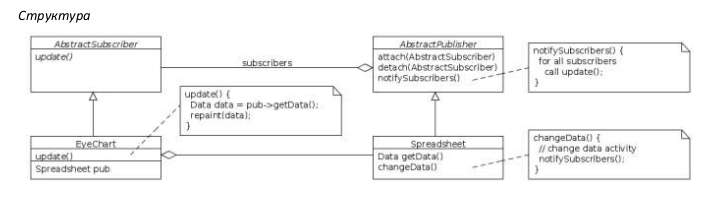 Структура
AbstractSubscriber
update()
subscribers
AbstractPublisher
attach(AbstractSubscriber)
detach(AbstractSubscriber)
notifySubscribers()
notifySubscribers() {
for all subscribers
call update();
}
update() {
Data data = pub->getData();
repaint(data);
}
EyeChart
update()
Spreadsheet pub
Spreadsheet
Data getData()
changeData()
changeData() {
// change data activity
notifySubscribers();
}